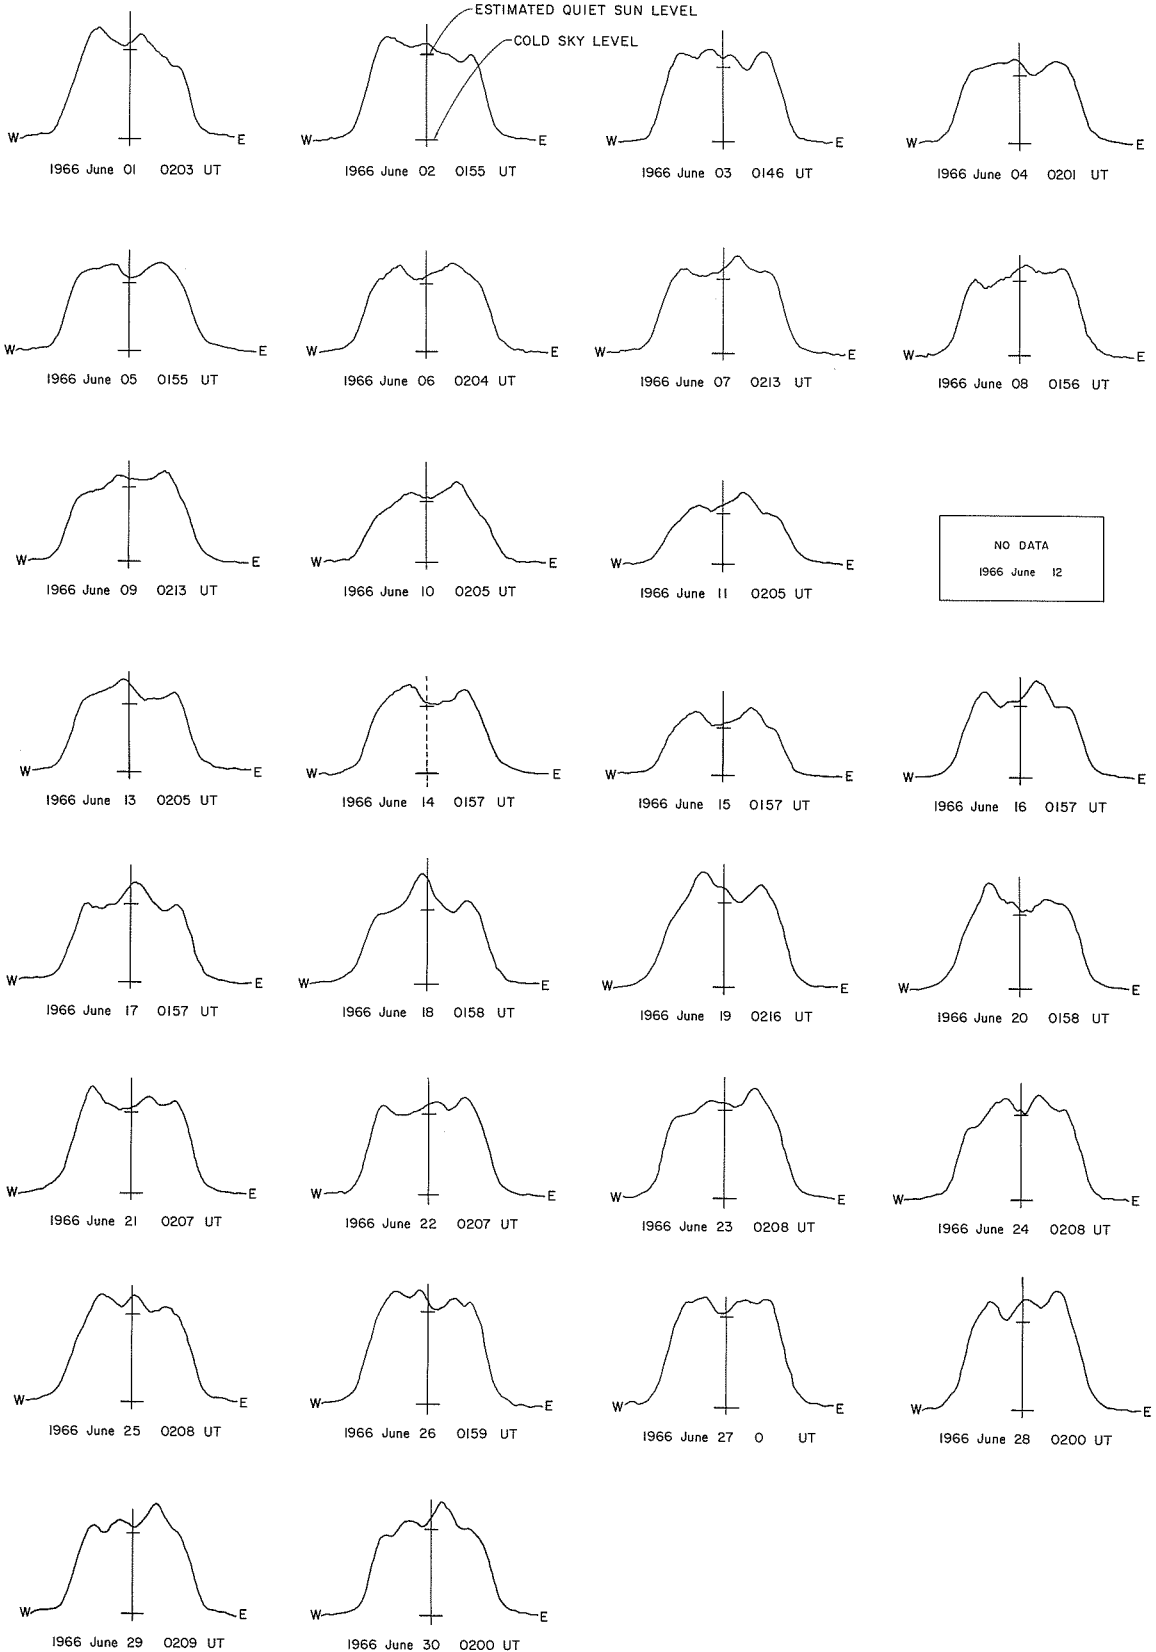 ESTIMATED QUIET SUN LEVEL
COLD SKY LEVEL
W E
1966 June 01 0203 UT
W E
1966 June 02 0155 UT
W E
1966 June 03 0146 UT
W E
1966 June 04 0201 UT
W E
1966 June 05 0155 UT
W E
1966 June 06 0204 UT
W E
1966 June 07 0213 UT
W E
1966 June 08 0156 UT
W E
1966 June 09 0213 UT
W E
1966 June 10 0205 UT
W E
1966 June 11 0205 UT
NO DATA
1966 June 12
W E
1966 June 13 0205 UT
W E
1966 June 14 0157 UT
W E
1966 June 15 0157 UT
W E
1966 June 16 0157 UT
W E
1966 June 17 0157 UT
W E
1966 June 18 0158 UT
W E
1966 June 19 0216 UT
W E
1966 June 20 0158 UT
W E
1966 June 21 0207 UT
W E
1966 June 22 0207 UT
W E
1966 June 23 0208 UT
W E
1966 June 24 0208 UT
W E
1966 June 25 0208 UT
W E
1966 June 26 0159 UT
W E
1966 June 27 0 UT
W E
1966 June 28 0200 UT
W E
1966 June 29 0209 UT
W E
1966 June 30 0200 UT